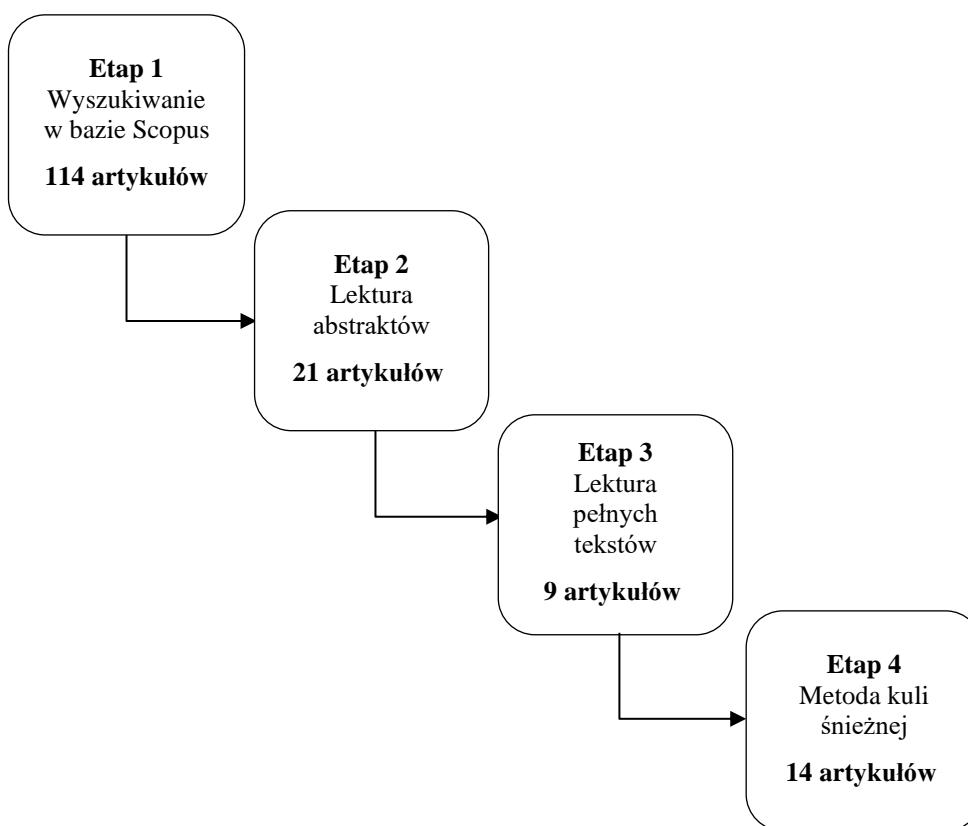 Etap 1
Wyszukiwanie
w bazie Scopus
114 artykułów
Etap 2
Lektura
abstraktów
21 artykułów
Etap 3
Lektura
pełnych
tekstów
9 artykułów
Etap 4
Metoda kuli
śnieżnej
14 artykułów